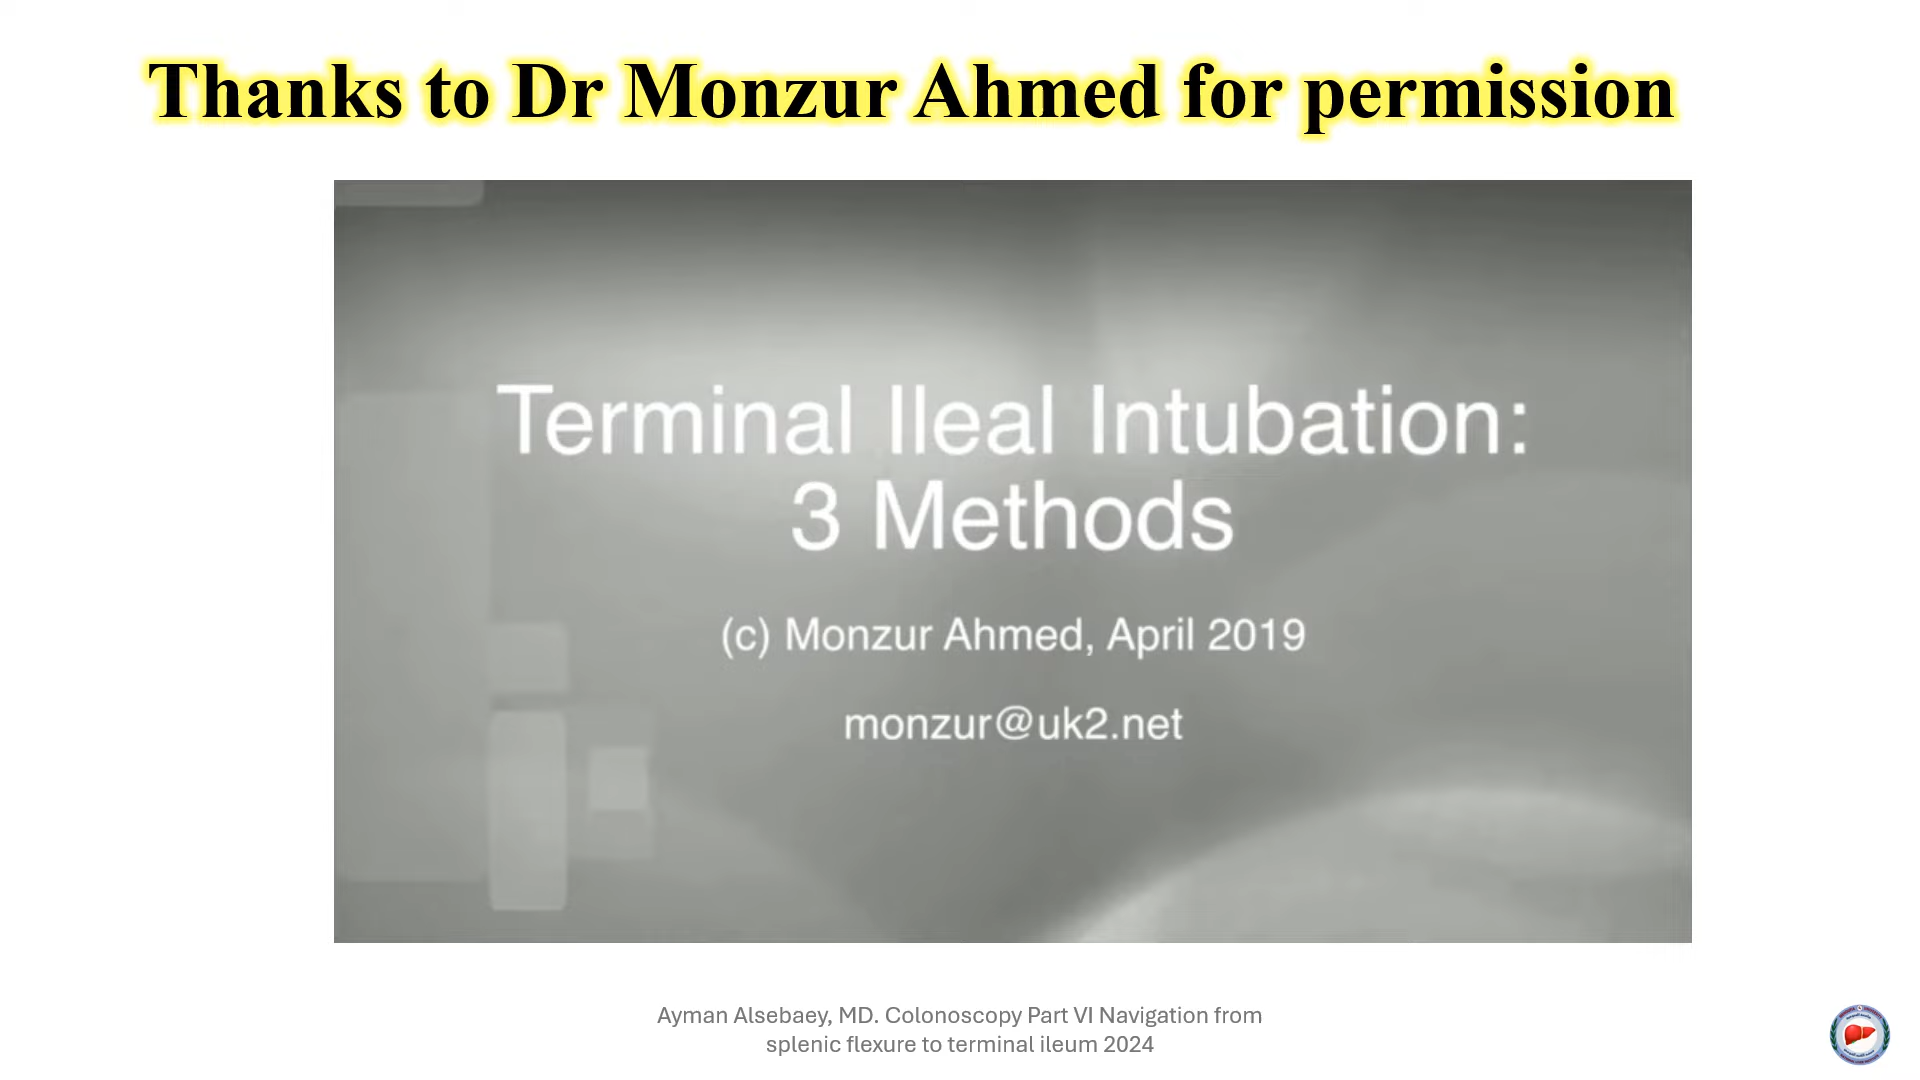 Thanks to Dr Monzur Ahmed for permission
Terminal Ileal Intubation:
3 Methods
(c) Monzur Ahmed, April 2019
monzur@uk2.net
Ayman Alsebaey, MD. Colonoscopy Part VI Navigation from
splenic flexure to terminal ileum 2024